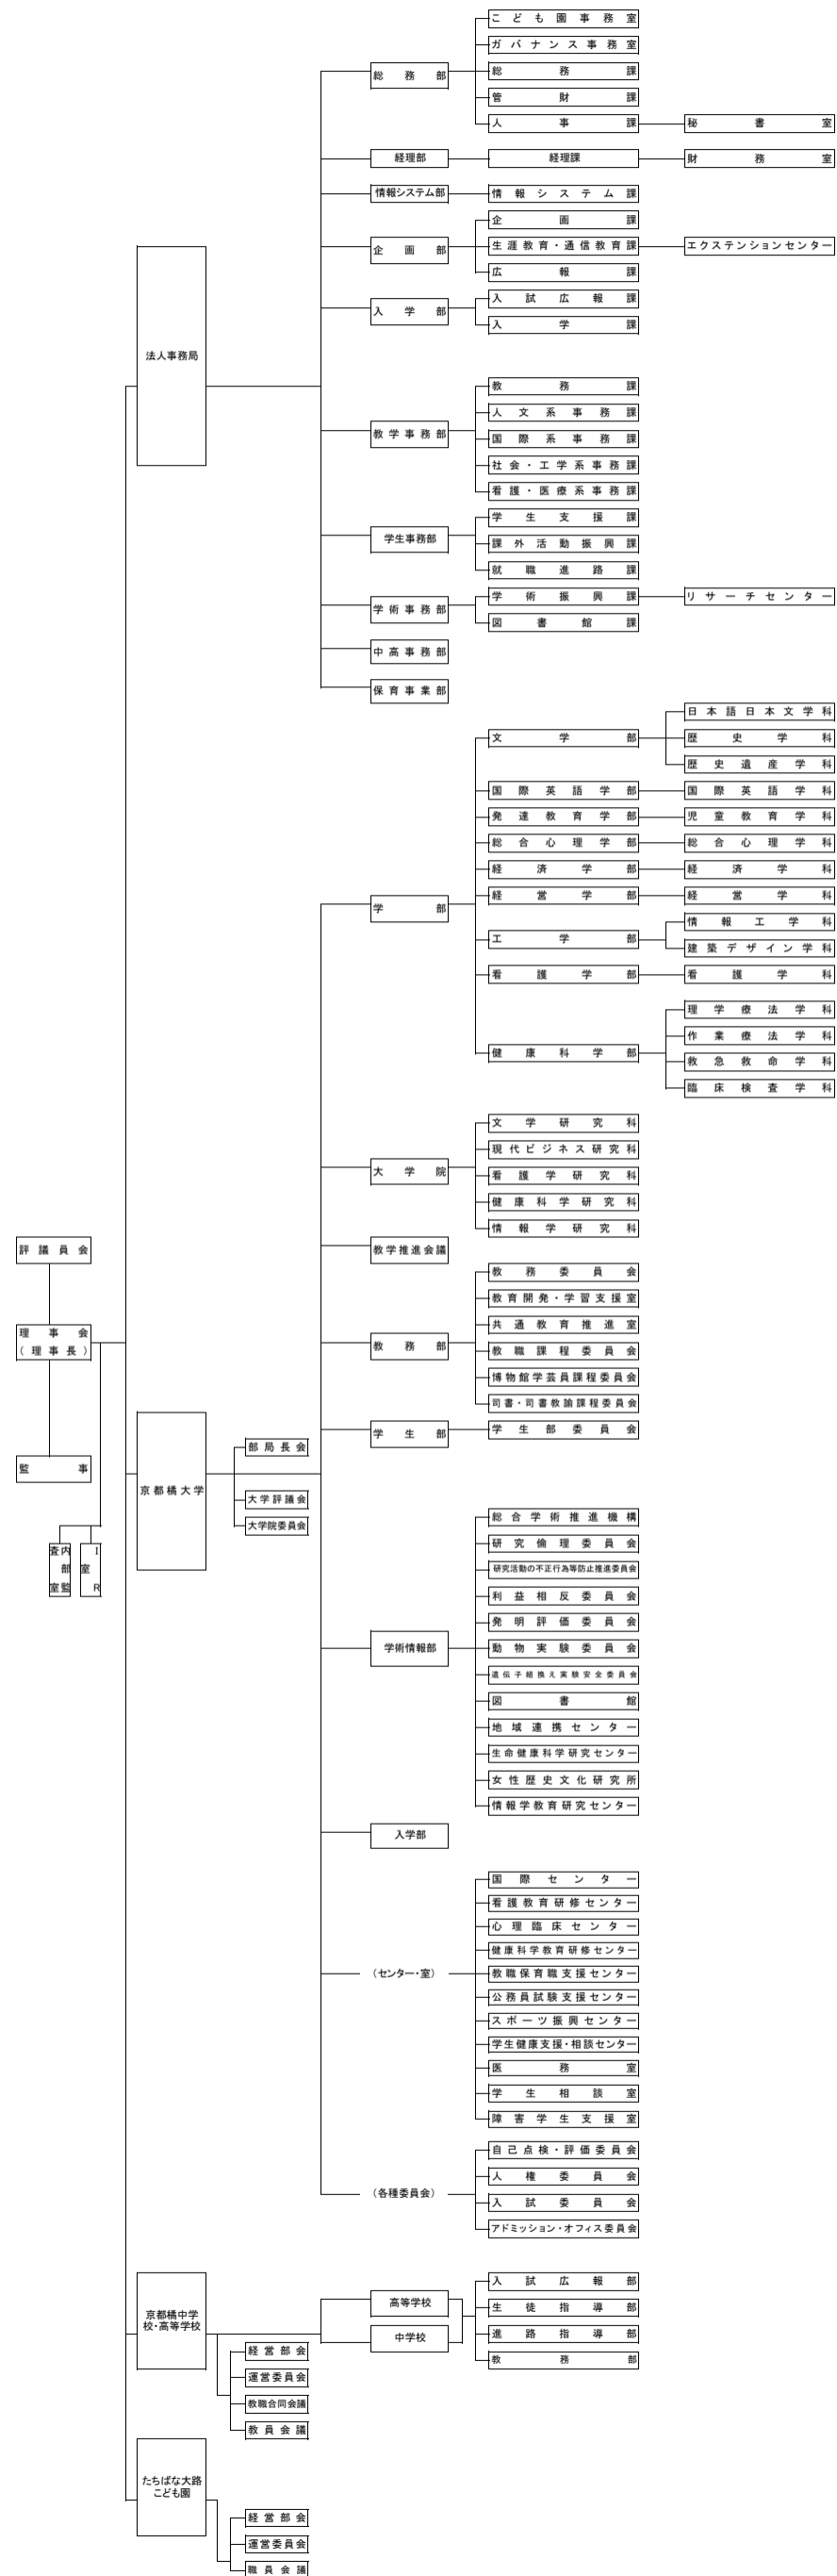 こども園事務室
ガバナンス事務室
総務部
総務課
管財課
人事課
秘書室
経理部
経理課
財務室
情報システム部
情報システム課
企画課
企画部
生涯教育・通信教育課
エクステンションセンター
広報課
入学部
入試広報課
入学課
法人事務局
教務課
人文系事務課
教学事務部
国際系事務課
社会・工学系事務課
看護・医療系事務課
学生支援課
学生事務部
課外活動振興課
就職進路課
学術事務部
学術振興課
リサーチセンター
図書館課
中高事務部
保育事業部
日本語日本文学科
文学部
歴史学科
歴史遺産学科
国際英語学部
国際英語学科
発達教育学部
児童教育学科
総合心理学部
総合心理学科
経済学部
経済学科
経営学部
経営学科
学部
情報工学科
工学部
建築デザイン学科
看護学部
看護学科
理学療法学科
作業療法学科
健康科学部
救急救命学科
臨床検査学科
文学研究科
現代ビジネス研究科
大学院
看護学研究科
健康科学研究科
情報学研究科
評議員会
教学推進会議
教務委員会
教育開発・学習支援室
理事会
(理事長)
共通教育推進室
教務部
教職課程委員会
博物館学芸員課程委員会
司書・司書教諭課程委員会
学生部
学生部委員会
監事
京都橘大学
部局長会
大学評議会
大学院委員会
内部監査室
IR室
総合学術推進機構
研究倫理委員会
研究活動の不正行為等防止推進委員会
利益相反委員会
発明評価委員会
学術情報部
動物実験委員会
遺伝子組換え実験安全委員会
図書館
地域連携センター
生命健康科学研究センター
女性歴史文化研究所
情報学教育研究センター
入学部
国際センター
看護教育研修センター
心理臨床センター
健康科学教育研修センター
(センター・室)
教職保育職支援センター
公務員試験支援センター
スポーツ振興センター
学生健康支援・相談センター
医務室
学生相談室
障害学生支援室
自己点検・評価委員会
人権委員会
(各種委員会)
入試委員会
アドミッション・オフィス委員会
京都橘中学
校・高等学校
高等学校
中学校
入試広報部
生徒指導部
進路指導部
教務部
経営部会
運営委員会
教職合同会議
教員会議
たちばな大路
こども園
経営部会
運営委員会
職員会議